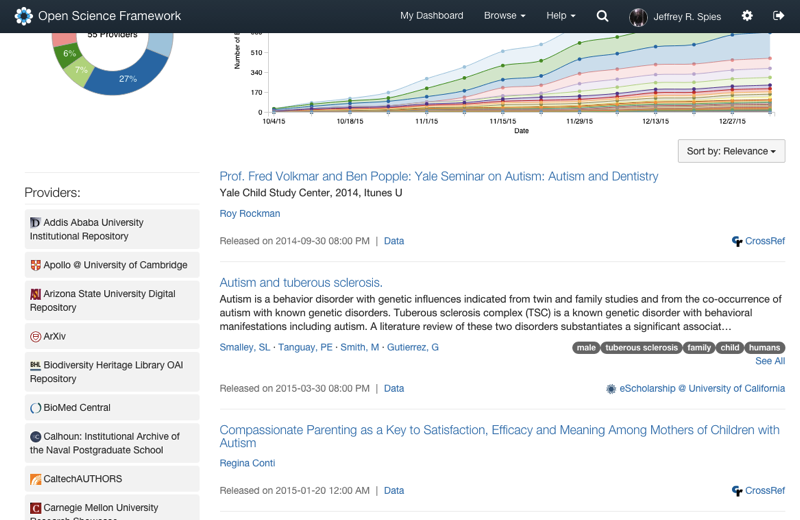 Open Science Framework
My Dashboard Browse Help Jeffrey R. Spies
55 Providers
6%
7%
27%
510
340
170
0
10/4/15 10/18/15 11/1/15 11/15/15 11/29/15 12/13/15 12/27/15
Date
Sort by: Relevance
Providers:
Addis Ababa University
Institutional Repository
Apollo @ University of Cambridge
Arizona State University Digital
Repository
ArXiv
Biodiversity Heritage Library OAI
Repository
BioMed Central
Calhoun: Institutional Archive of
the Naval Postgraduate School
CaltechAUTHORS
Carnegie Mellon University
Prof. Fred Volkmar and Ben Popple: Yale Seminar on Autism: Autism and Dentistry
Yale Child Study Center, 2014, Itunes U
Roy Rockman
Released on 2014-09-30 08:00 PM | Data
CrossRef
Autism and tuberous sclerosis.
Autism is a behavior disorder with genetic influences indicated from twin and family studies and from the co-occurrence of
autism with known genetic disorders. Tuberous sclerosis complex (TSC) is a known genetic disorder with behavioral
manifestations including autism. A literature review of these two disorders substantiates a significant associat…
Smalley, SL · Tanguay, PE · Smith, M · Gutierrez, G
male tuberous sclerosis family child humans
See All
Released on 2015-03-30 08:00 PM | Data
eScholarship @ University of California
Compassionate Parenting as a Key to Satisfaction, Efficacy and Meaning Among Mothers of Children with
Autism
Regina Conti
Released on 2015-01-20 12:00 AM | Data
CrossRef